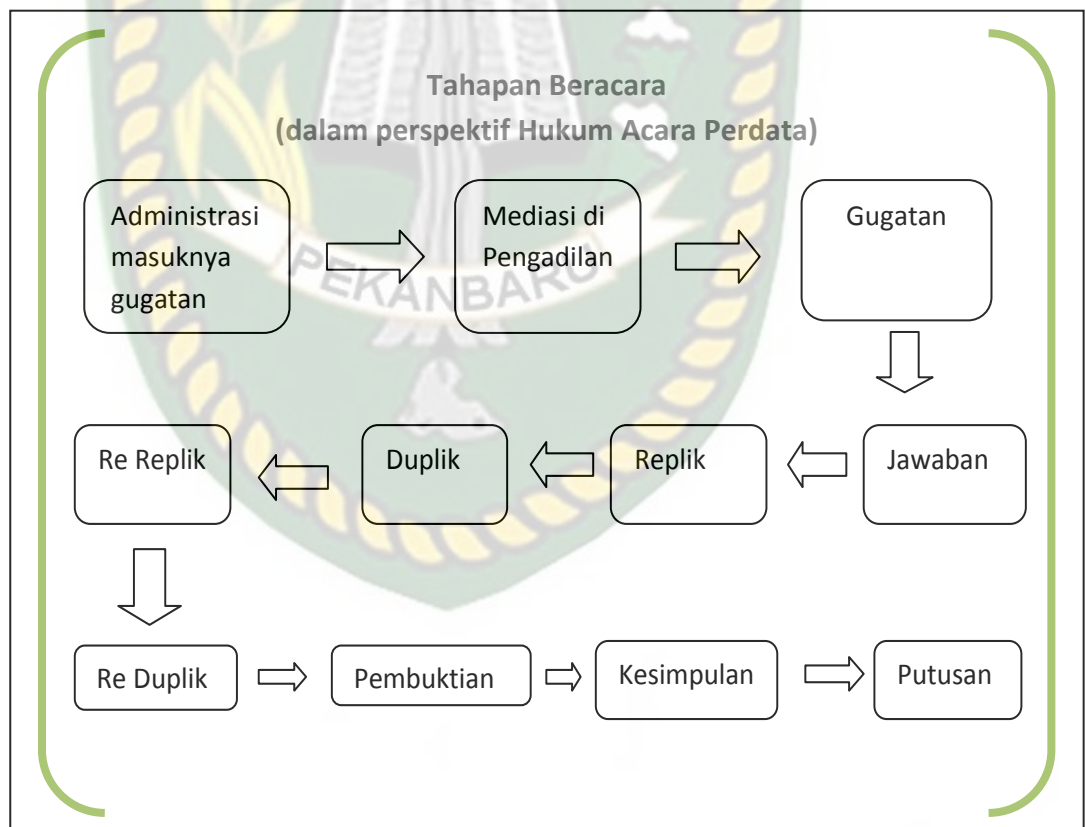 Tahapan Beracara
(dalam perspektif Hukum Acara Perdata)
Administrasi
masuknya
gugatan
Mediasi di
Pengadilan
Gugatan
PEKANBARU
Jawaban
Replik
Duplik
Re Replik
Re Duplik
Pembuktian
Kesimpulan
Putusan